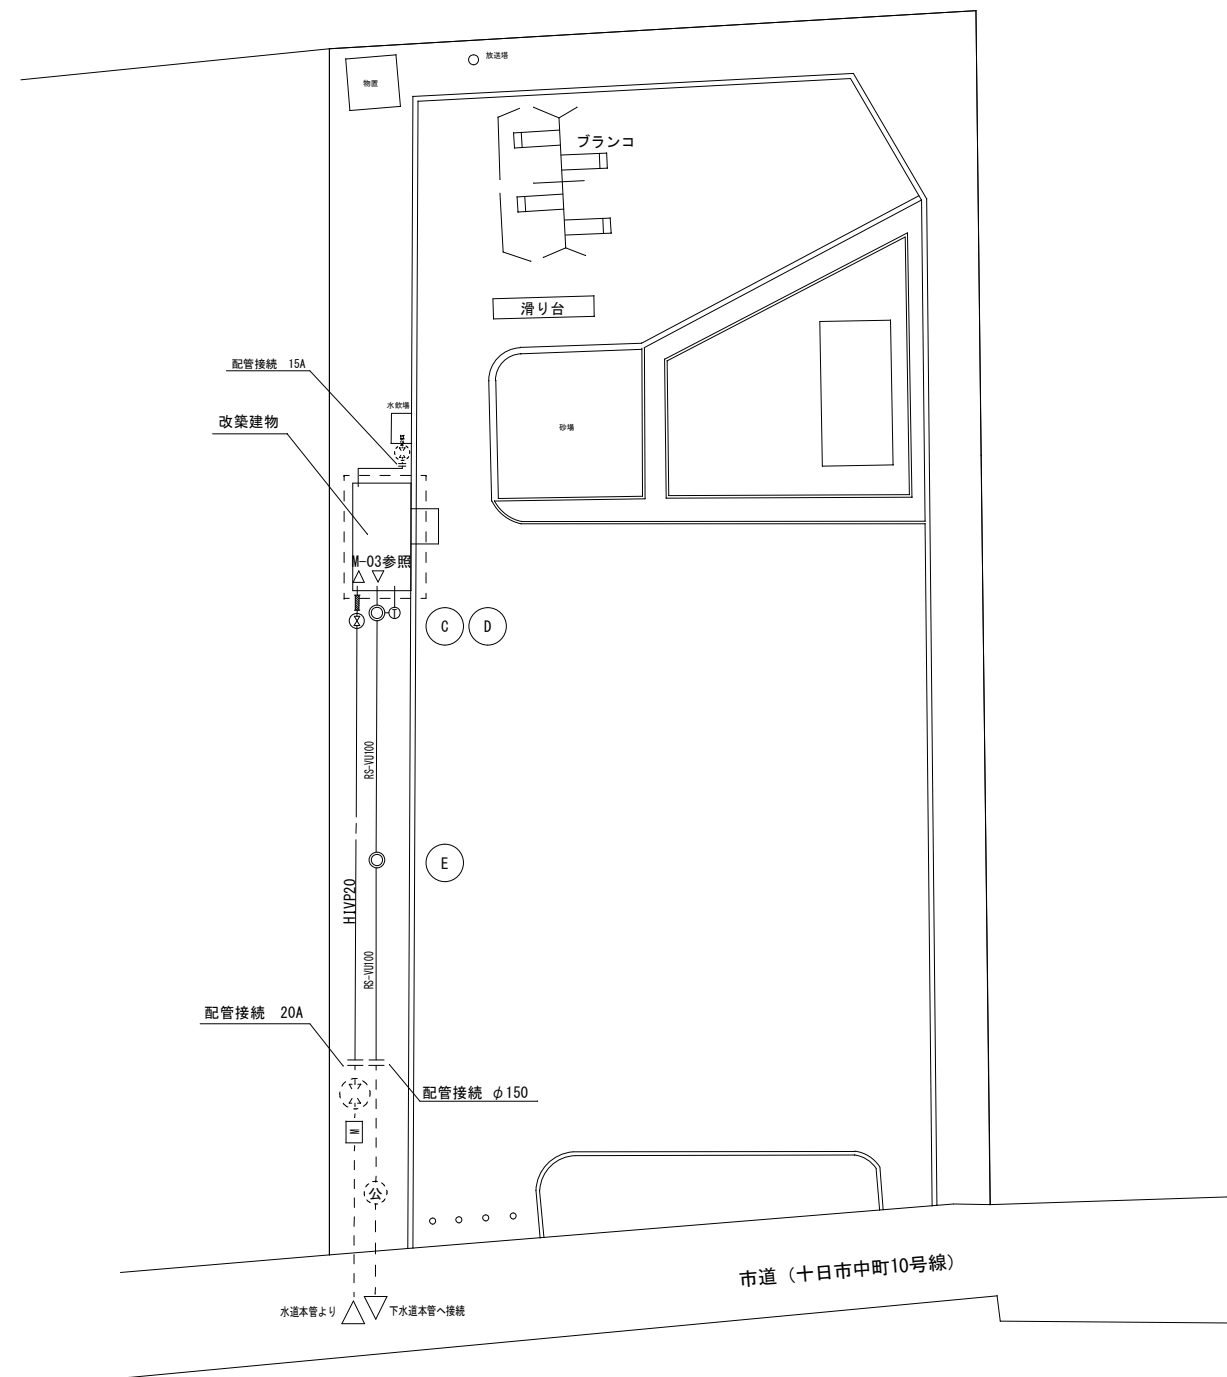 放送塔
物置
ブランコ
滑り台
配管接続 15A
水飲場
改築建物
砂場
M-03参照
T
C
D
RS-VU100
E
HIVP20
RS-VU100
配管接続 20A
配管接続 φ150
M
公
市道（十日市中町10号線）
水道本管より
下水道本管へ接続